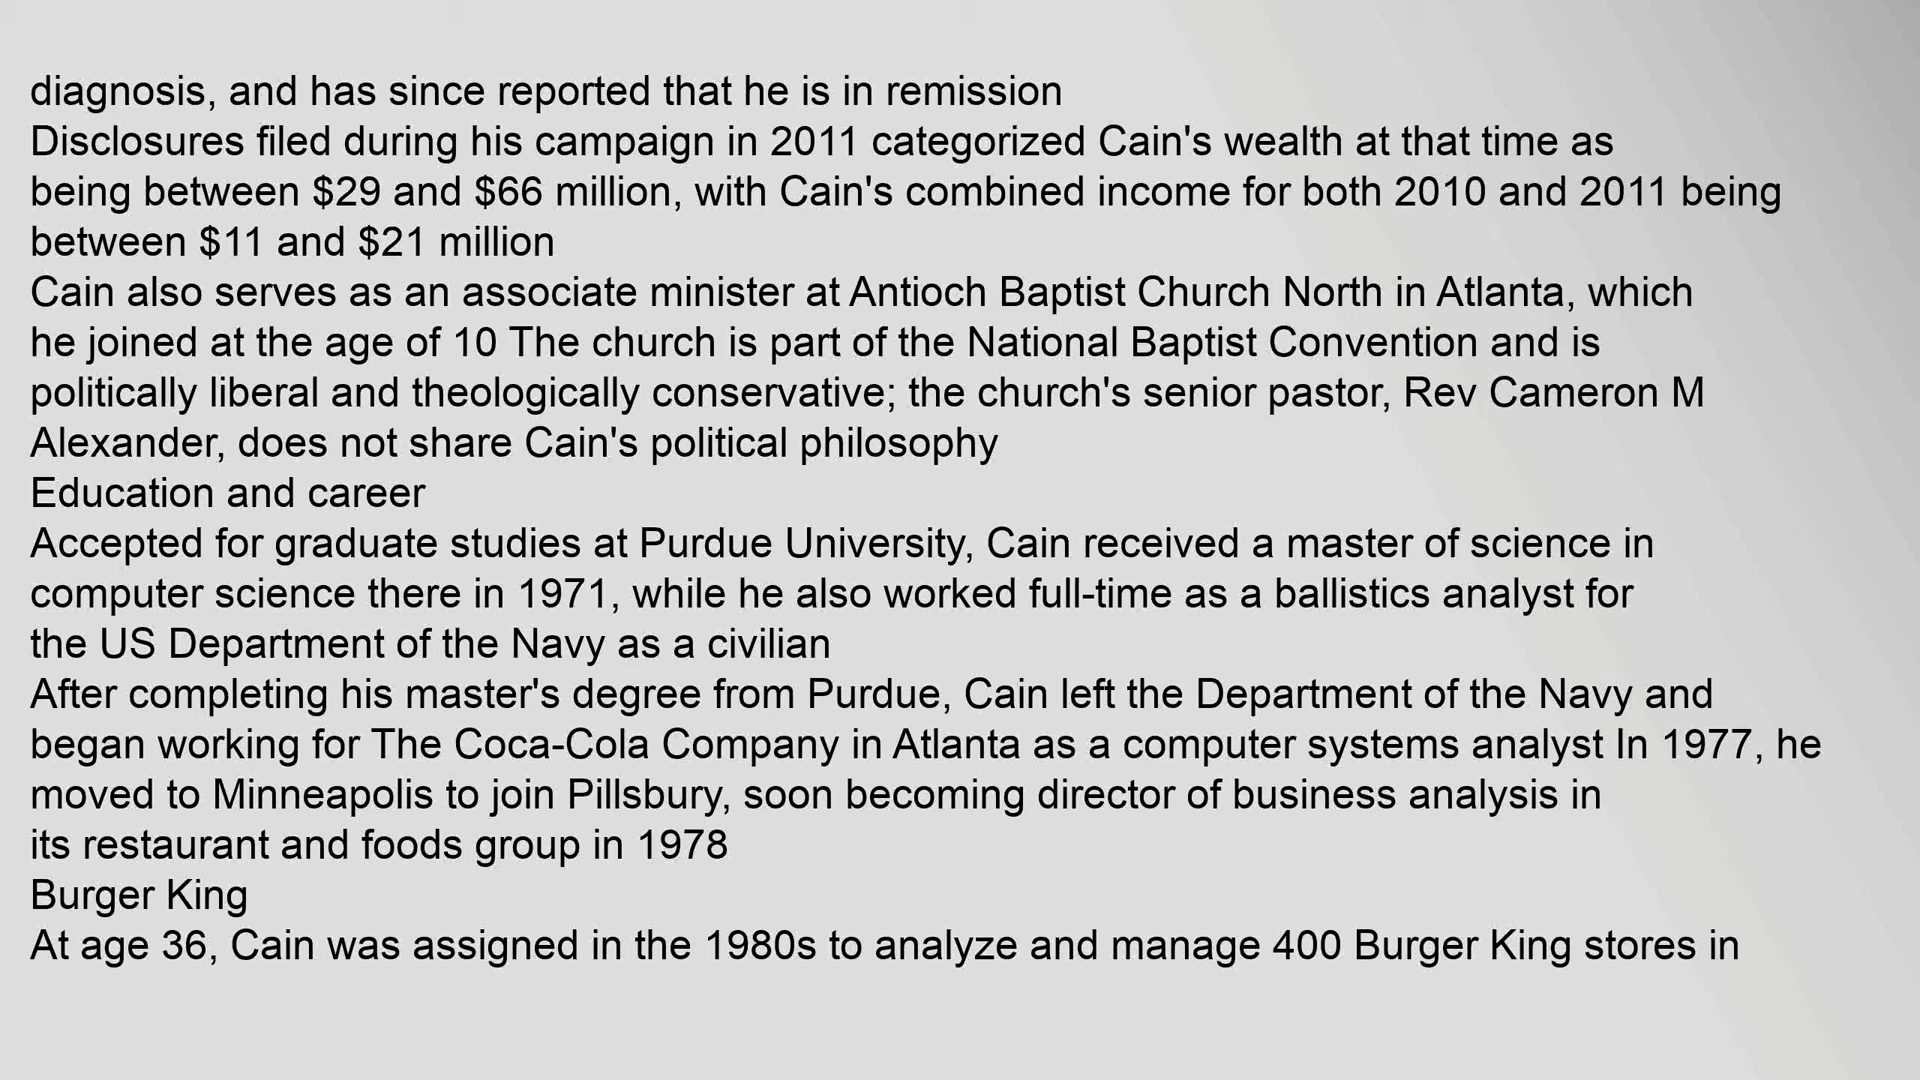 diagnosis, and has since reported that he is in remission
Disclosures filed during his campaign in 2011 categorized Cain's wealth at that time as
being between $29 and $66 million, with Cain's combined income for both 2010 and 2011 being
between $11 and $21 million
Cain also serves as an associate minister at Antioch Baptist Church North in Atlanta, which
he joined at the age of 10 The church is part of the National Baptist Convention and is
politically liberal and theologically conservative; the church's senior pastor, Rev Cameron M
Alexander, does not share Cain's political philosophy
Education and career
Accepted for graduate studies at Purdue University, Cain received a master of science in
computer science there in 1971, while he also worked full-time as a ballistics analyst for
the US Department of the Navy as a civilian
After completing his master's degree from Purdue, Cain left the Department of the Navy and
began working for The Coca-Cola Company in Atlanta as a computer systems analyst In 1977, he
moved to Minneapolis to join Pillsbury, soon becoming director of business analysis in
its restaurant and foods group in 1978
Burger King
At age 36, Cain was assigned in the 1980s to analyze and manage 400 Burger King stores in